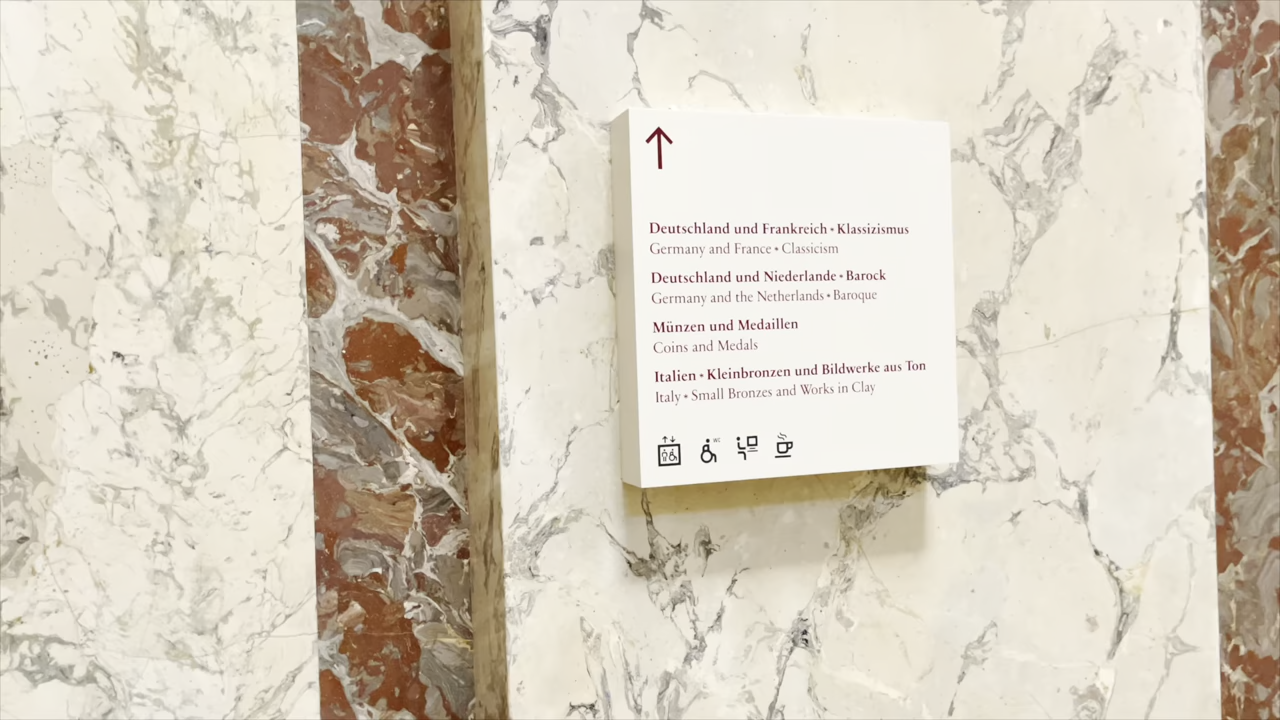 Deutschland und Frankreich • Klassizismus
Germany and France • Classicism
Deutschland und Niederlande • Barock
Germany and the Netherlands • Baroque
Münzen und Medaillen
Coins and Medals
Italien • Kleinbronzen und Bildwerke aus Ton
Italy • Small Bronzes and Works in Clay
WC